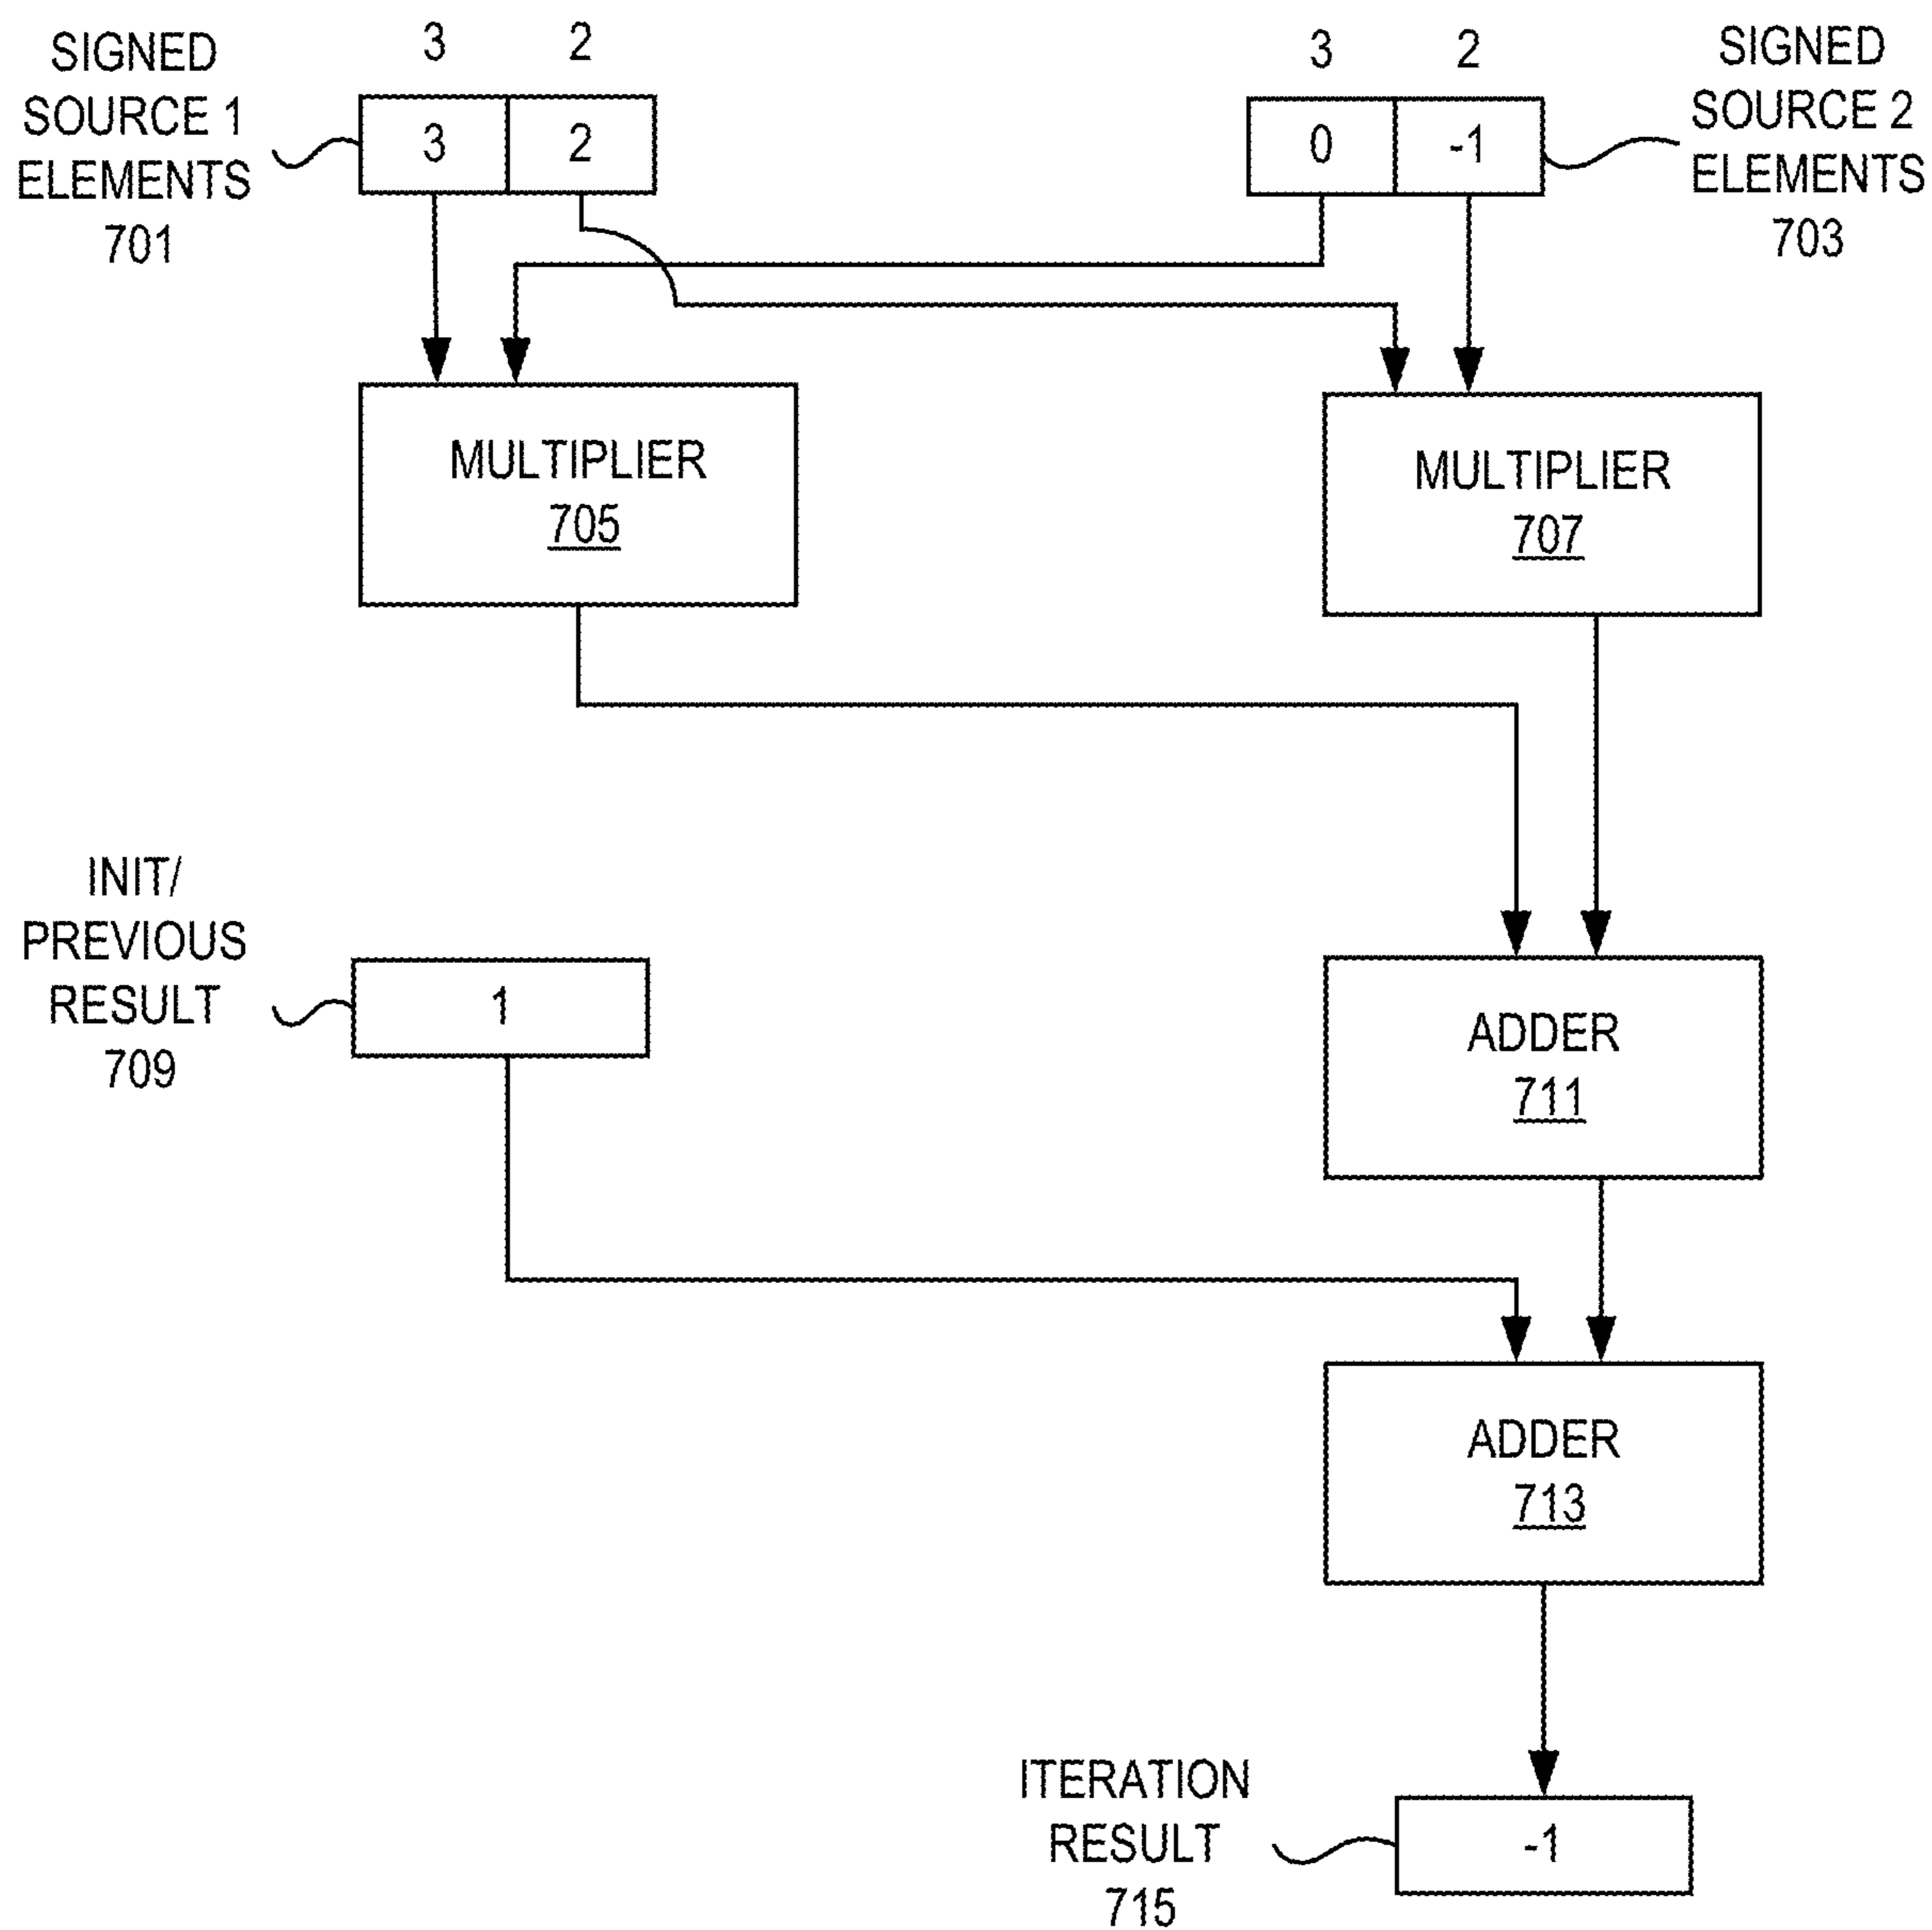 SIGNED
SOURCE 1
ELEMENTS
701
3 2
3 2
3 2
0 -1
SIGNED
SOURCE 2
ELEMENTS
703
MULTIPLIER
705
MULTIPLIER
707
INIT/
PREVIOUS
RESULT
709
1
ADDER
711
ADDER
713
ITERATION
RESULT
715
-1